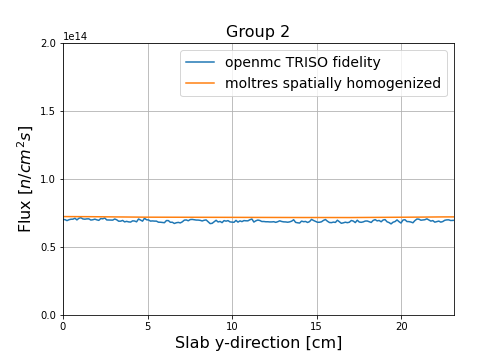 Group 2
1e14
2.0
openmc TRISO fidelity
moltres spatially homogenized
1.5
1.0
0.5
0.0
Flux [n/cm²s]
0 5 10 15 20
Slab y-direction [cm]